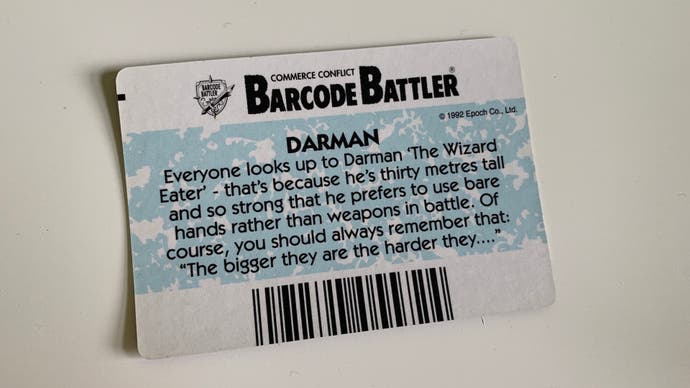 COMMERCE CONFLICT
BARCODE BATTLER
BARCODE BATTLER®
© 1992 Epoch Co., Ltd.
DARMAN
Everyone looks up to Darman ‘The Wizard
Eater’ - that's because he's thirty metres tall
and so strong that he prefers to use bare
hands rather than weapons in battle. Of
course, you should always remember that:
“The bigger they are the harder they....”